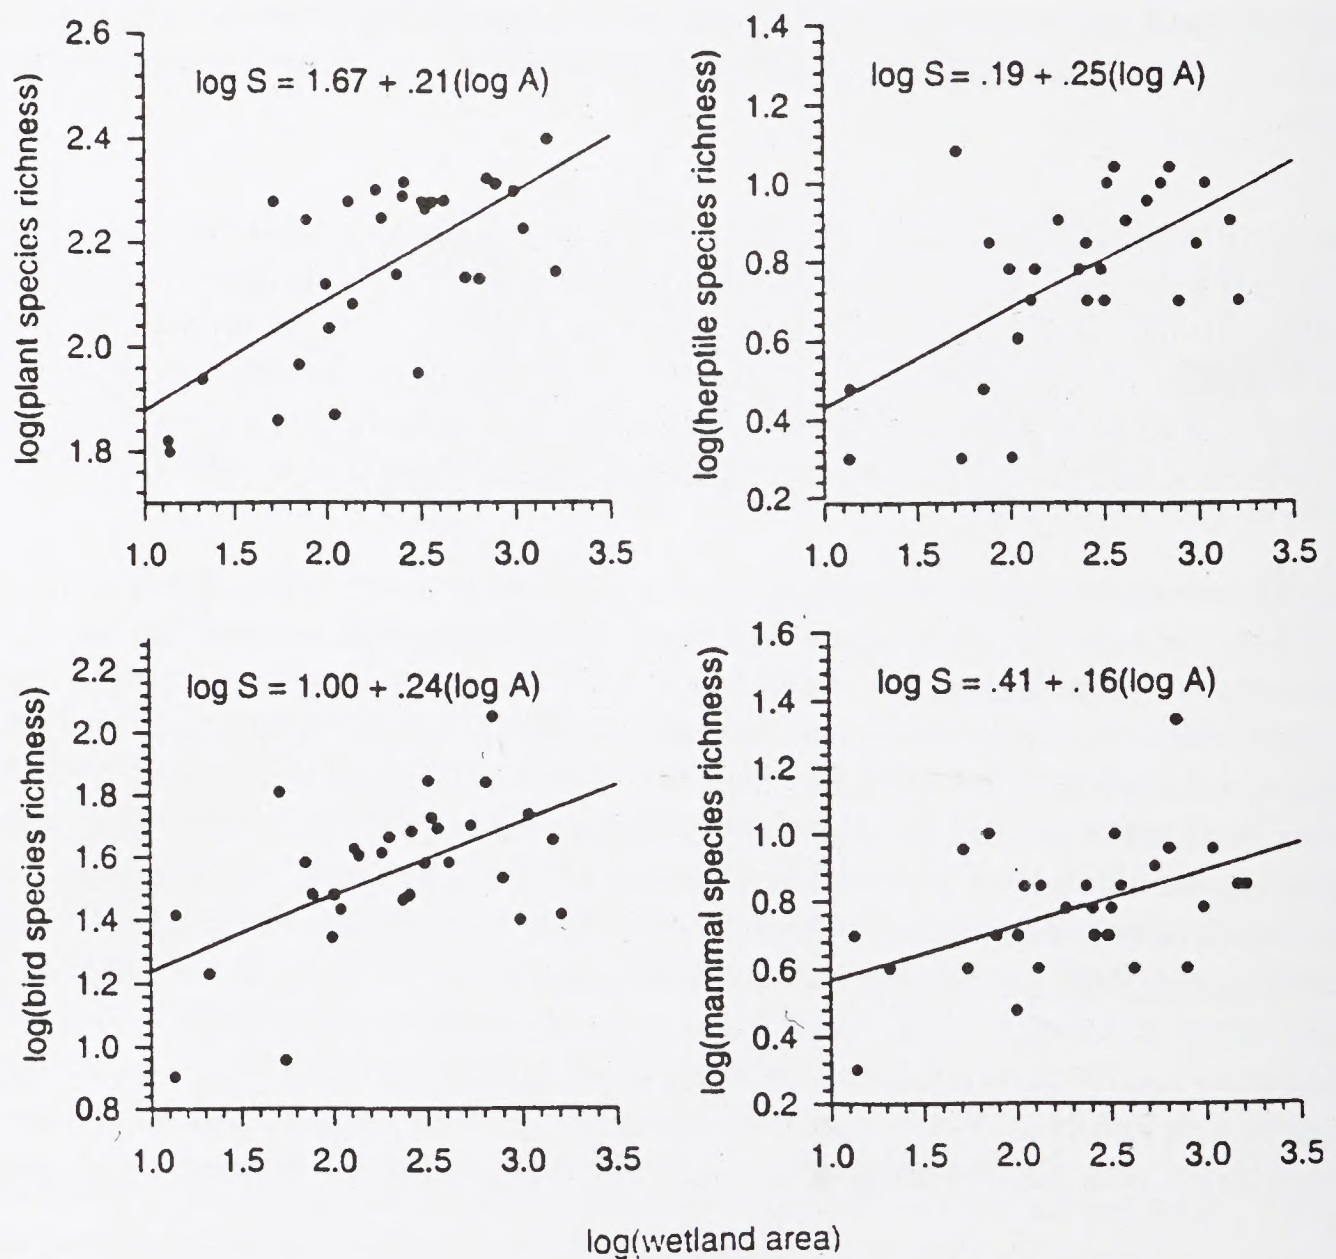 2.6
2.4
2.2
2.0
1.8
log(plant species richness)
log S = 1.67 + .21(log A)
1.0 1.5 2.0 2.5 3.0 3.5
1.4
1.2
1.0
0.8
0.6
0.4
0.2
log(herptile species richness)
log S = .19 + .25(log A)
1.0 1.5 2.0 2.5 3.0 3.5
2.2
2.0
1.8
1.6
1.4
1.2
1.0
0.8
log(bird species richness)
log S = 1.00 + .24(log A)
1.0 1.5 2.0 2.5 3.0 3.5
1.6
1.4
1.2
1.0
0.8
0.6
0.4
0.2
log(mammal species richness)
log S = .41 + .16(log A)
1.0 1.5 2.0 2.5 3.0 3.5
log(wetland area)